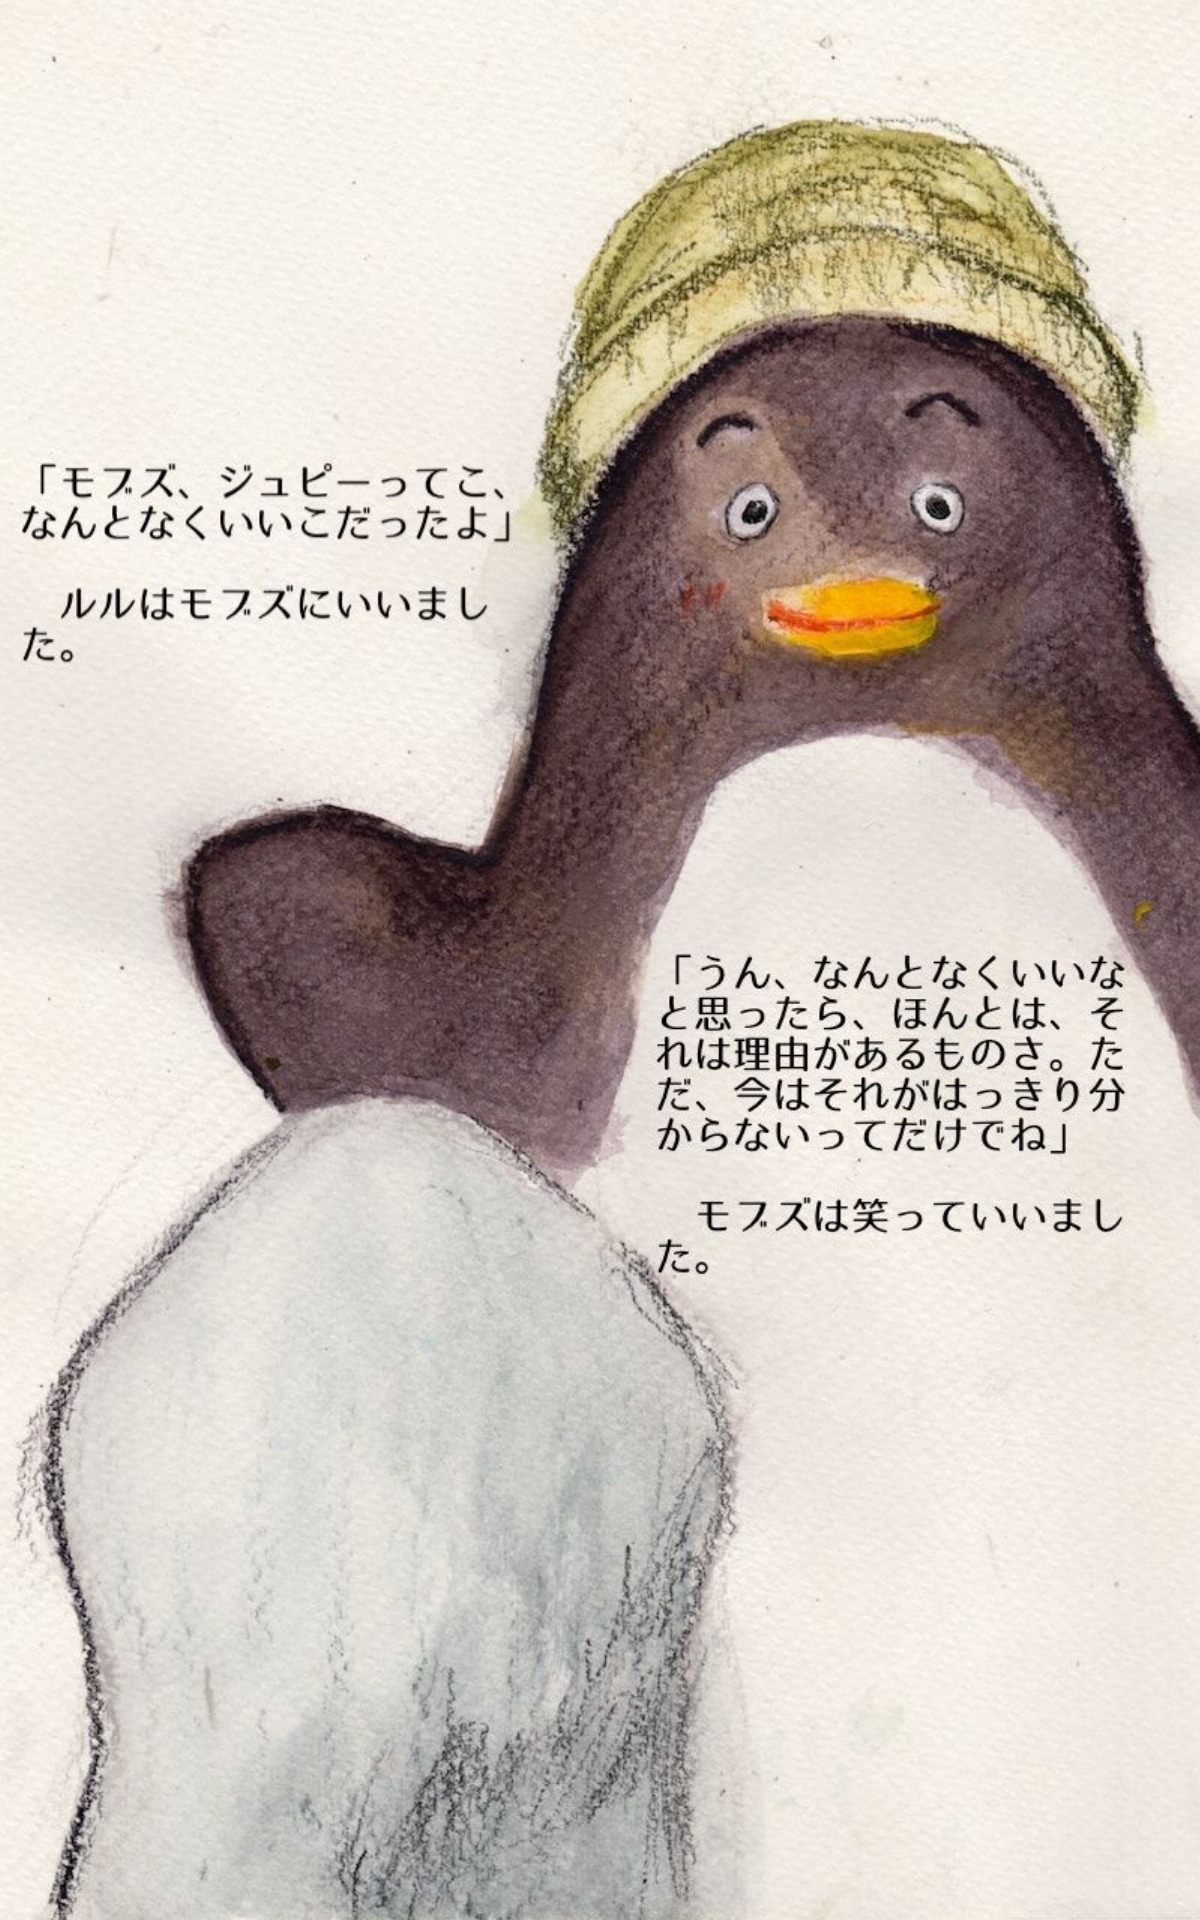 「モブズ、ジュピーってこ、
なんとなくいいこだったよ」
　ルルはモブズにいいまし
た。
「うん、なんとなくいいな
と思ったら、ほんとは、そ
れは理由があるものさ。た
だ、今はそれがはっきり分
からないってだけでね」
　モブズは笑っていいまし
た。